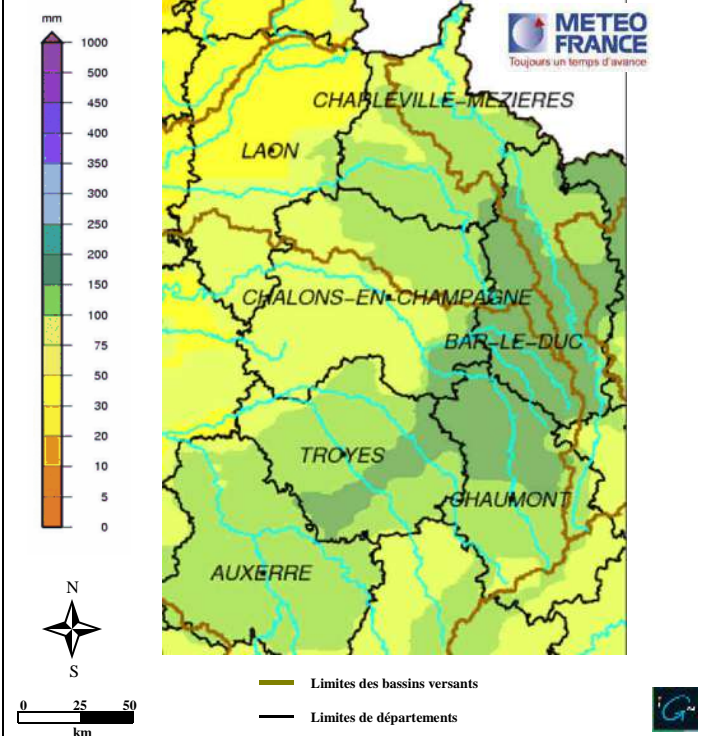 mm
1000
500
450
400
350
300
250
200
150
100
75
50
30
20
10
5
0
METEO
FRANCE
Toujours un temps d'avance
CHARLEVILLE-MEZIERES
LAON
CHALONS-EN-CHAMPAGNE
BAR-LE-DUC
TROYES
CHAUMONT
AUXERRE
N
S
0 25 50
km
Limites des bassins versants
Limites de départements